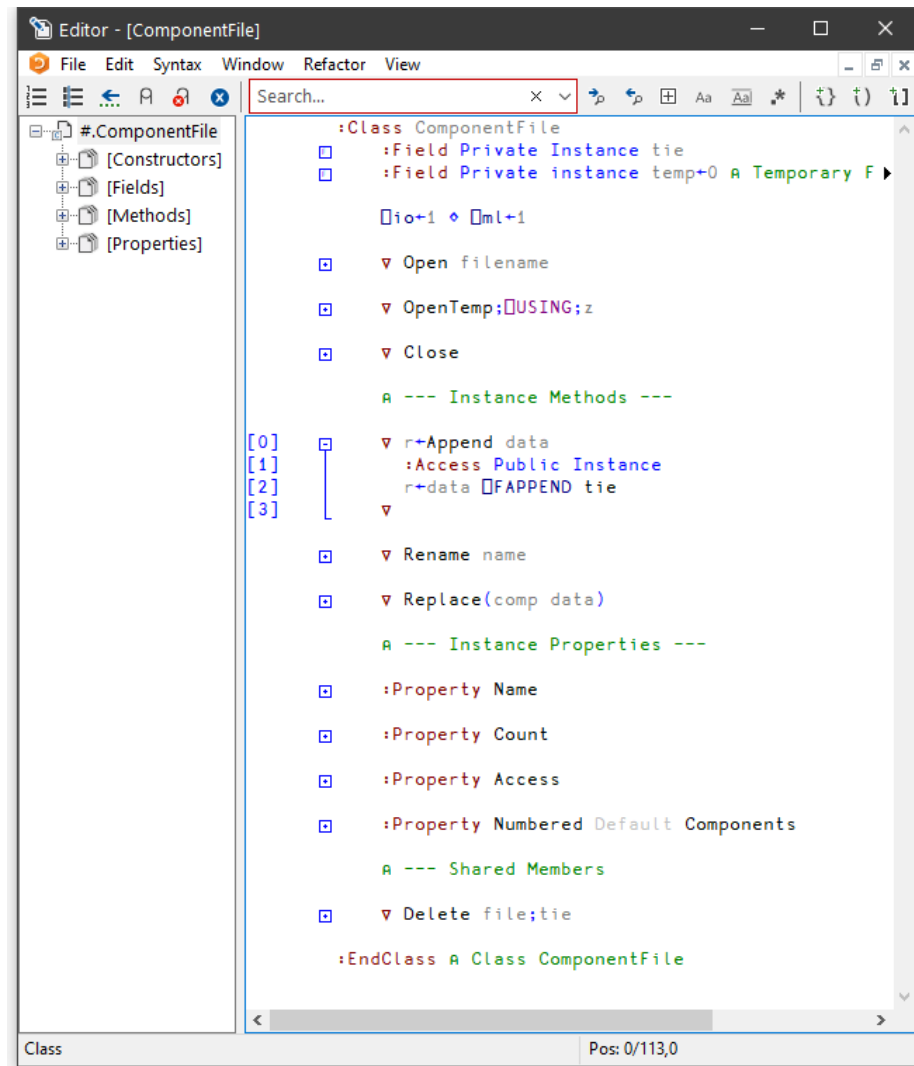 Editor - [ComponentFile]
File Edit Syntax Window Refactor View
Search... Aa Aa .*
#.ComponentFile
[Constructors]
[Fields]
[Methods]
[Properties]
:Class ComponentFile
:Field Private Instance tie
:Field Private instance temp←0 ⍝ Temporary F
⎕io←1 ⋄ ⎕ml←1
∇ Open filename
∇ OpenTemp;⎕USING;z
∇ Close
⍝ --- Instance Methods ---
[0] ∇ r←Append data
[1] :Access Public Instance
[2] r←data ⎕FAPPEND tie
[3] ∇
∇ Rename name
∇ Replace(comp data)
⍝ --- Instance Properties ---
:Property Name
:Property Count
:Property Access
:Property Numbered Default Components
⍝ --- Shared Members
∇ Delete file;tie
:EndClass ⍝ Class ComponentFile
Class Pos: 0/113,0